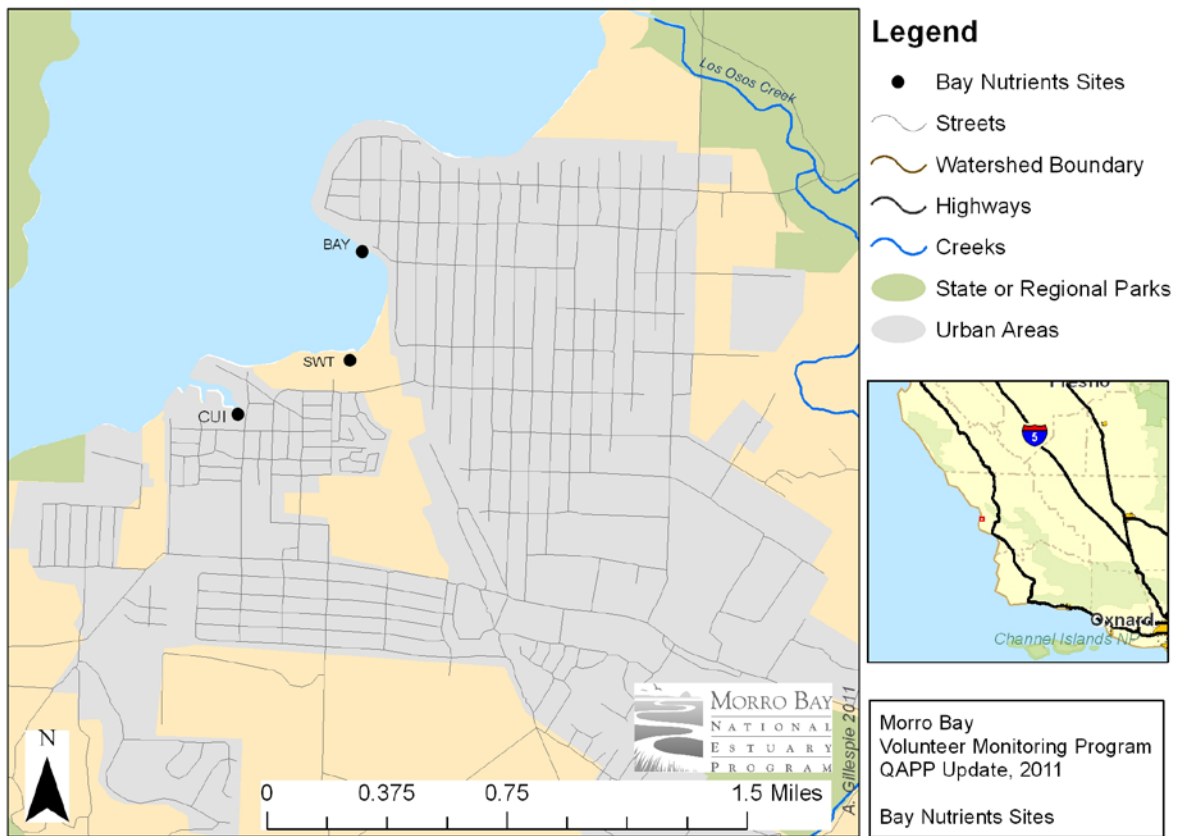 Los Osos Creek
BAY
SWT
CUI
N
0 0.375 0.75 1.5 Miles
MORRO BAY
NATIONAL
ESTUARY
PROGRAM
A. Gillespie 2011
Legend
Bay Nutrients Sites
Streets
Watershed Boundary
Highways
Creeks
State or Regional Parks
Urban Areas
Fresno
5
Oxnard
Channel Islands NP
Morro Bay
Volunteer Monitoring Program
QAPP Update, 2011
Bay Nutrients Sites